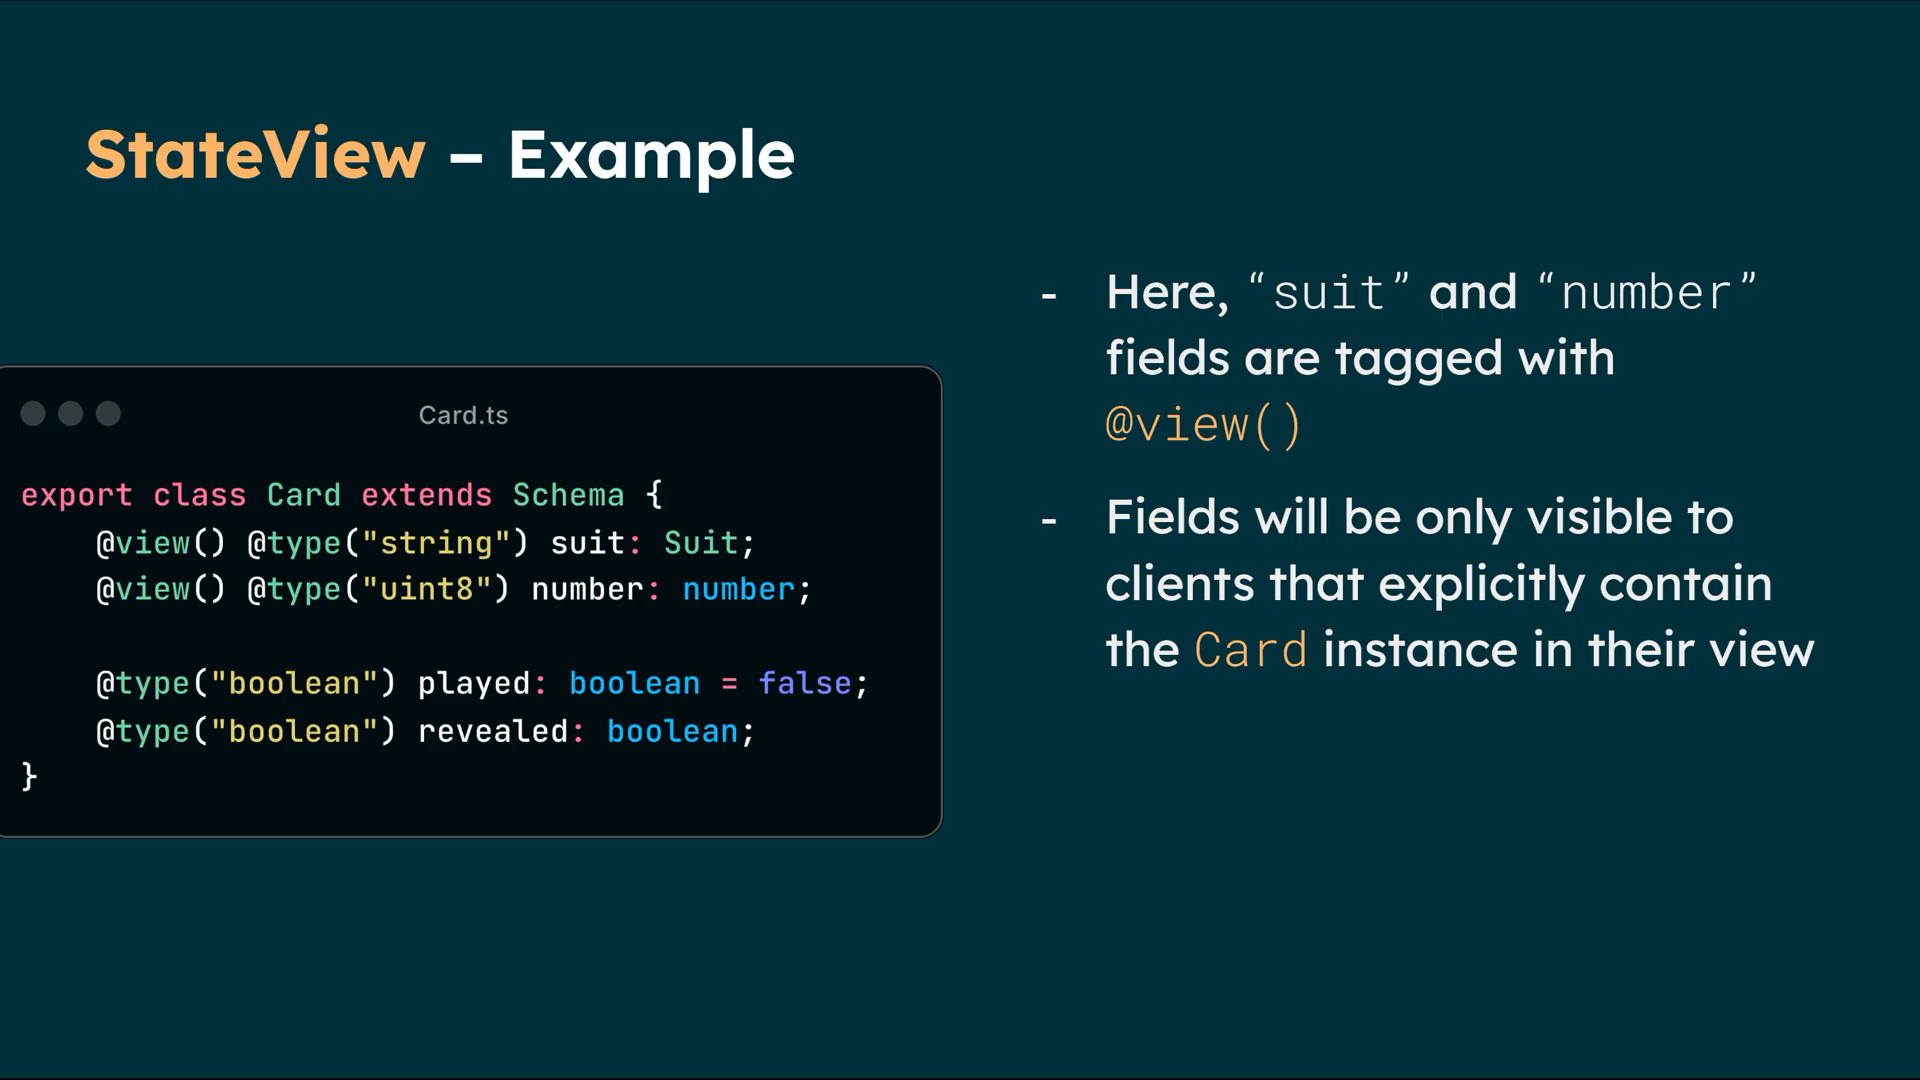 StateView – Example
Card.ts
export class Card extends Schema {
    @view() @type("string") suit: Suit;
    @view() @type("uint8") number: number;
    @type("boolean") played: boolean = false;
    @type("boolean") revealed: boolean;
}
- Here, “suit” and “number”
fields are tagged with
@view()
- Fields will be only visible to
clients that explicitly contain
the Card instance in their view